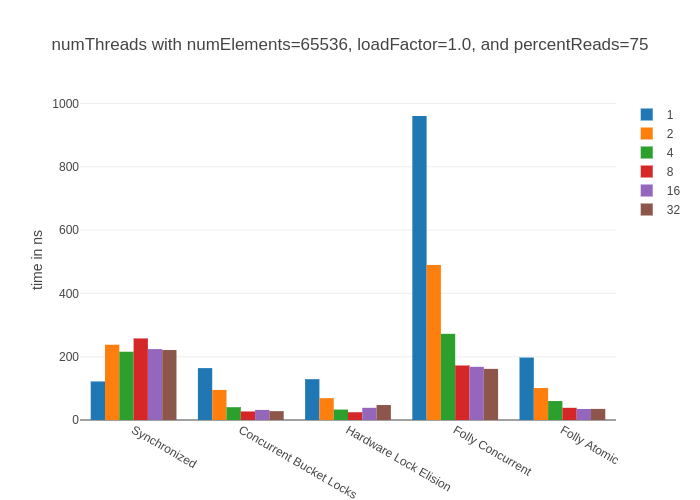 numThreads with numElements=65536, loadFactor=1.0, and percentReads=75
1000
800
600
400
200
0
time in ns
Synchronized
Concurrent Bucket Locks
Hardware Lock Elision
Folly Concurrent
Folly Atomic
1
2
4
8
16
32